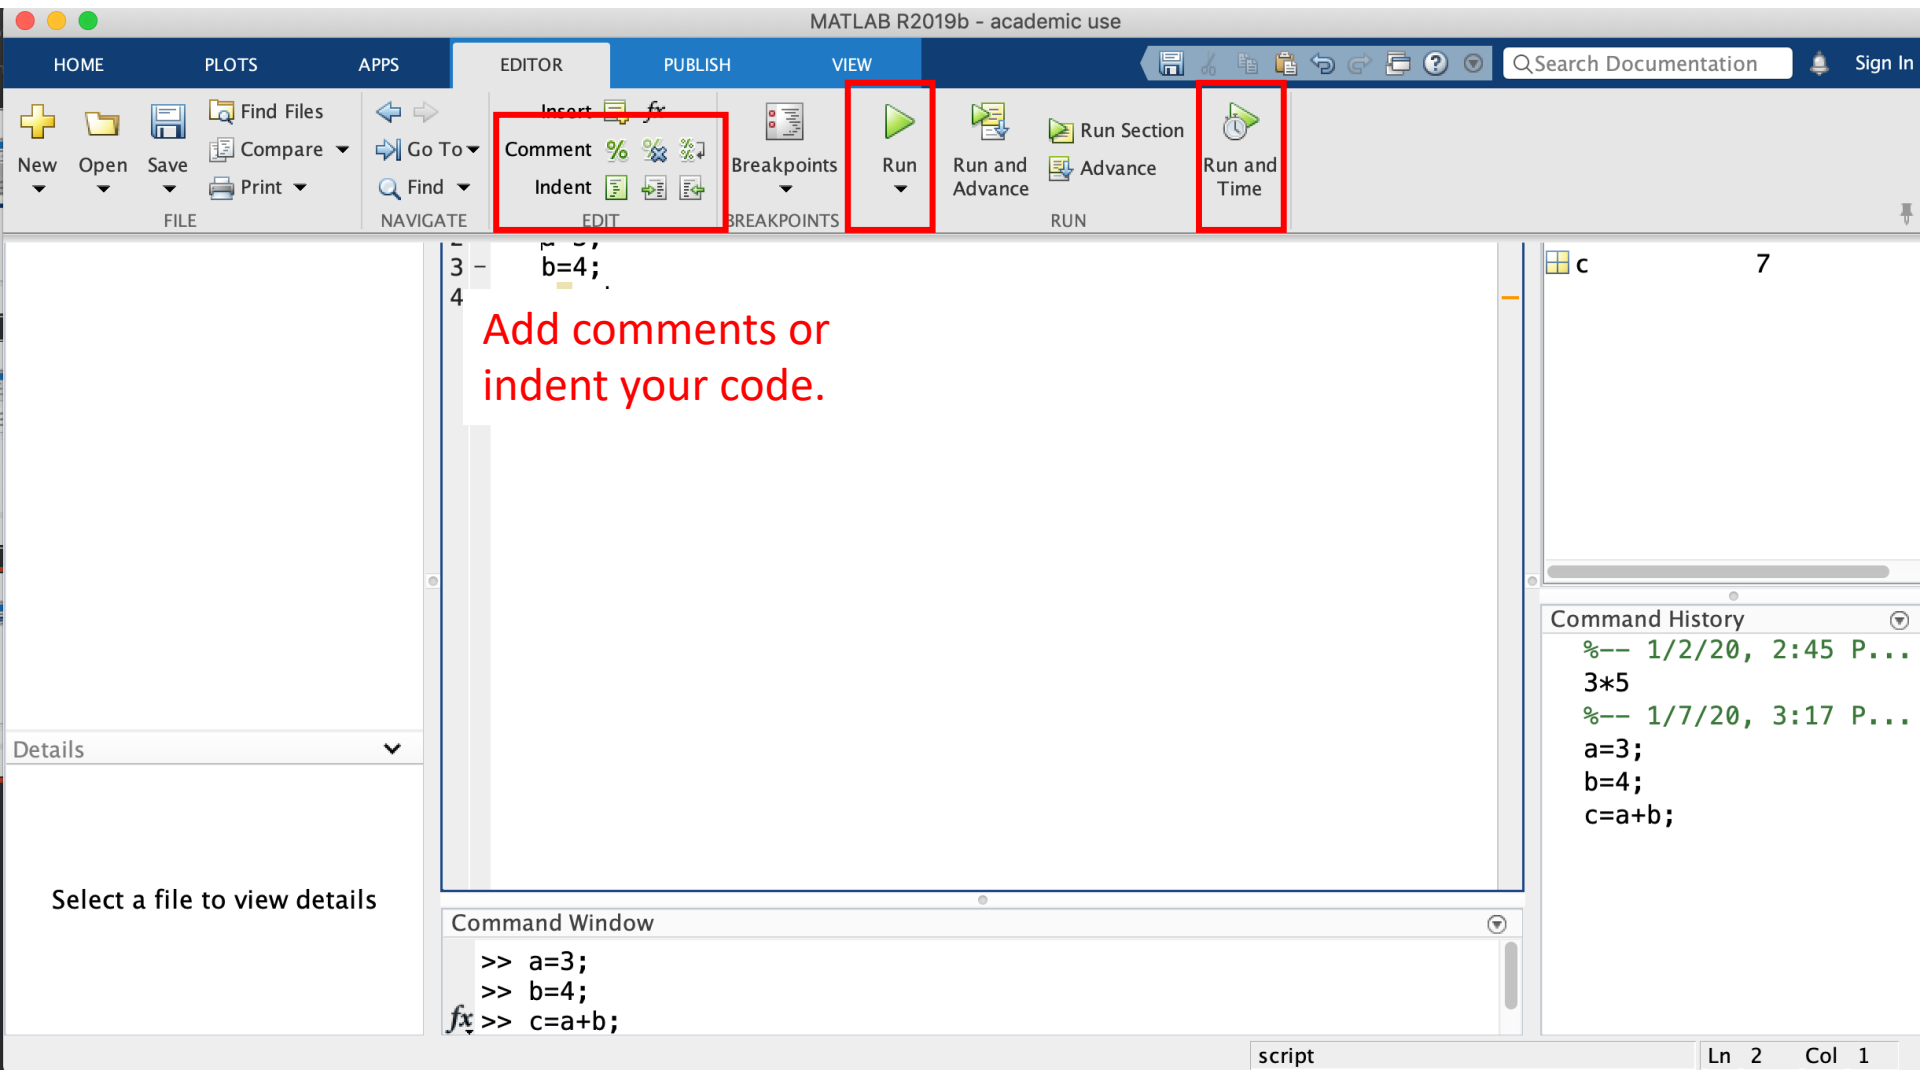 MATLAB R2019b - academic use
HOME PLOTS APPS EDITOR PUBLISH VIEW Search Documentation Sign In
Find Files Insert fx
New Open Save Compare Go To Comment Breakpoints Run Run and Advance Run Section Advance Run and Time
Print Find Indent
FILE NAVIGATE EDIT BREAKPOINTS RUN
3 – b=4;
4
Add comments or
indent your code.
c 7
Command History
%-- 1/2/20, 2:45 P...
3*5
%-- 1/7/20, 3:17 P...
a=3;
b=4;
c=a+b;
Details
Select a file to view details
Command Window
>> a=3;
>> b=4;
fx >> c=a+b;
script Ln 2 Col 1